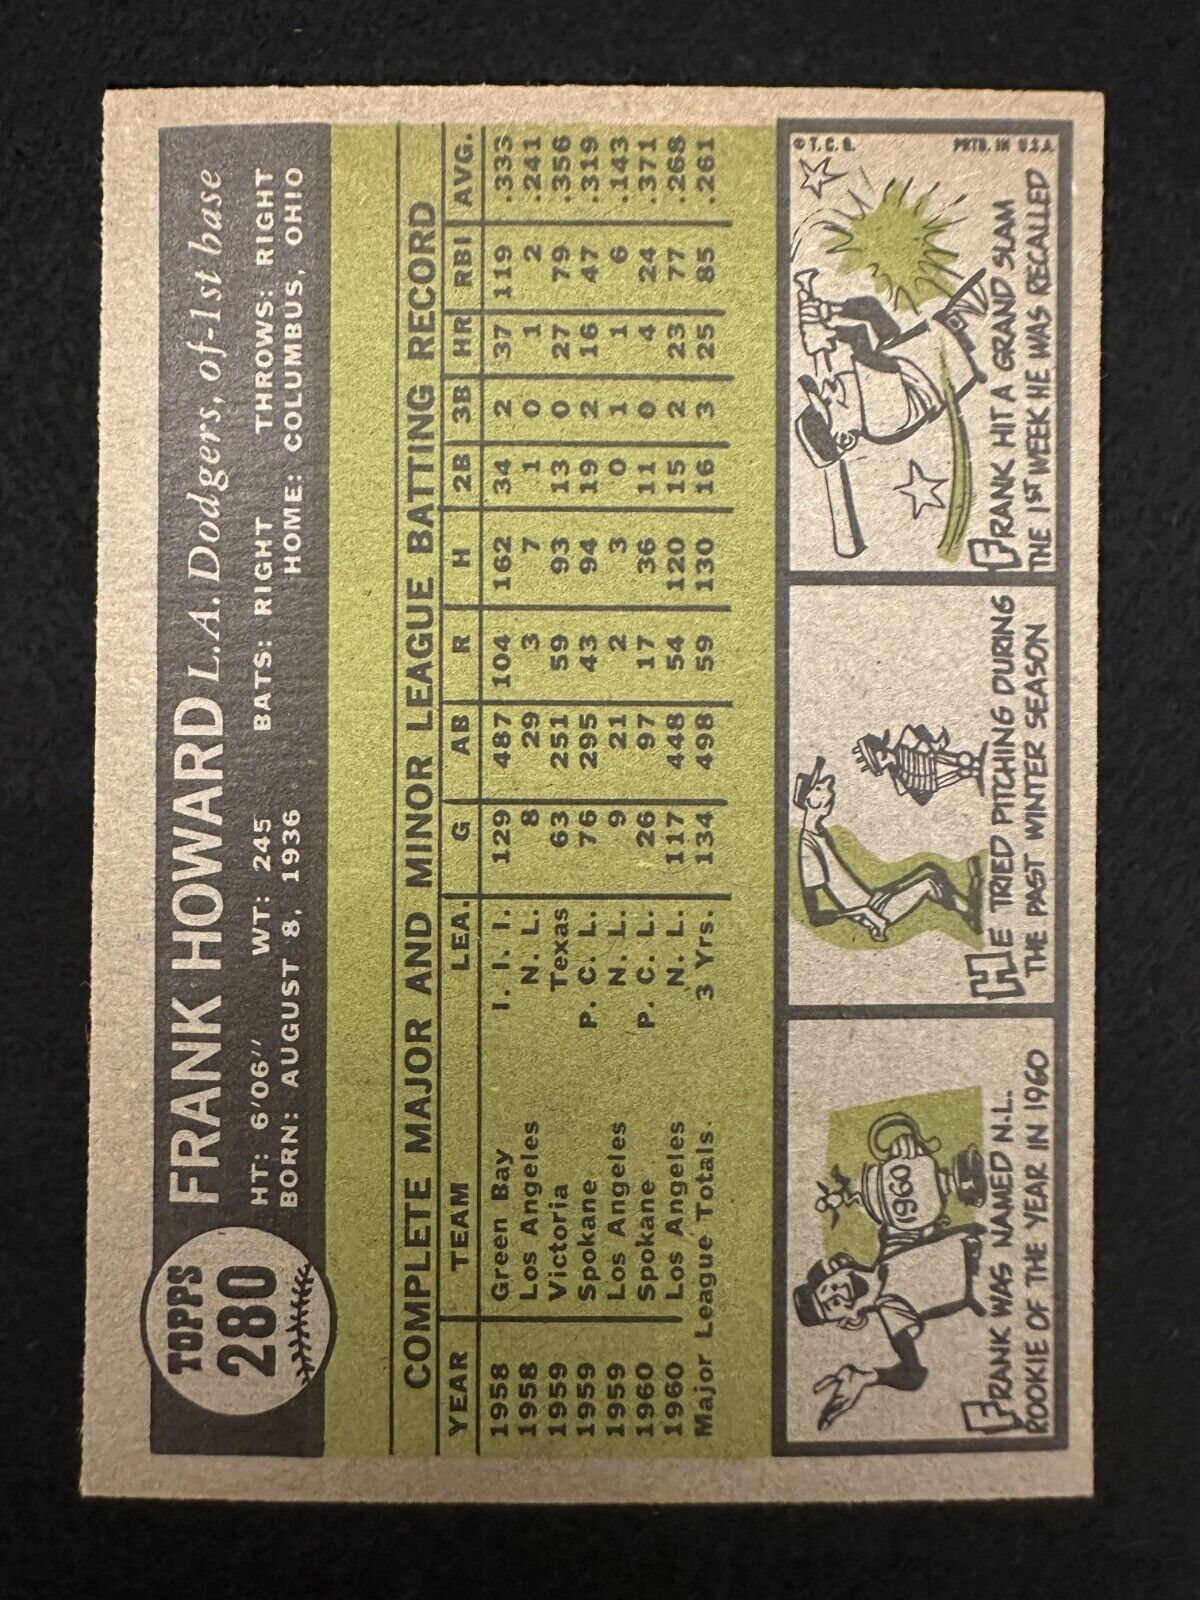 TOPPS
280
FRANK HOWARD L.A. Dodgers, of-1st base
HT: 6'06" WT: 245 BATS: RIGHT THROWS: RIGHT
BORN: AUGUST 8, 1936 HOME: COLUMBUS, OHIO
COMPLETE MAJOR AND MINOR LEAGUE BATTING RECORD
YEAR TEAM LEA. G AB R H 2B 3B HR RBI AVG.
1958 Green Bay I. I. I. 129 487 104 162 34 2 37 119 .333
1958 Los Angeles N. L. 8 29 3 7 1 0 1 2 .241
1959 Victoria Texas 63 251 59 93 13 0 27 79 .356
1959 Spokane P. C. L. 76 295 43 94 19 2 16 47 .319
1959 Los Angeles N. L. 9 21 2 3 0 1 1 6 .143
1960 Spokane P. C. L. 26 97 17 36 11 0 4 24 .371
1960 Los Angeles N. L. 117 448 54 120 15 2 23 77 .268
Major League Totals. 3 Yrs. 134 498 59 130 16 3 25 85 .261
1960
FRANK WAS NAMED N.L.
ROOKIE OF THE YEAR IN 1960
HE TRIED PITCHING DURING
THE PAST WINTER SEASON
© T. C. G. PRTD. IN U.S.A.
FRANK HIT A GRAND SLAM
THE 1ST WEEK HE WAS RECALLED